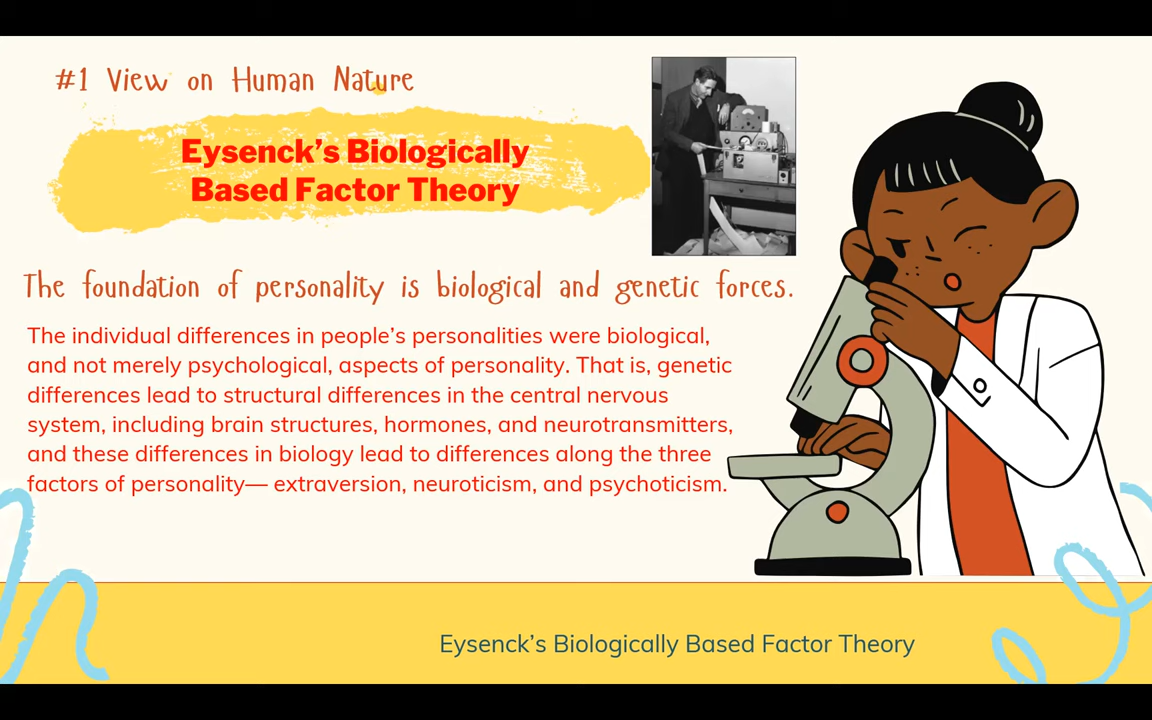 #1 View on Human Nature
Eysenck’s Biologically
Based Factor Theory
The foundation of personality is biological and genetic forces.
The individual differences in people’s personalities were biological,
and not merely psychological, aspects of personality. That is, genetic
differences lead to structural differences in the central nervous
system, including brain structures, hormones, and neurotransmitters,
and these differences in biology lead to differences along the three
factors of personality— extraversion, neuroticism, and psychoticism.
Eysenck’s Biologically Based Factor Theory